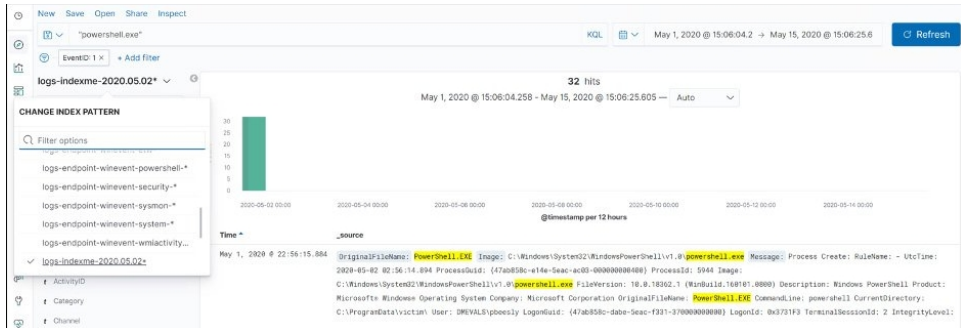 New Save Open Share Inspect
"powershell.exe"
KQL
May 1, 2020 @ 15:06:04.2 → May 15, 2020 @ 15:06:25.6
Refresh
EventID: 1 × + Add filter
logs-indexme-2020.05.02*
32 hits
May 1, 2020 @ 15:06:04.258 - May 15, 2020 @ 15:06:25.605 — Auto
CHANGE INDEX PATTERN
Filter options
logs-endpoint-winevent-powershell-*
logs-endpoint-winevent-security-*
logs-endpoint-winevent-sysmon-*
logs-endpoint-winevent-system-*
logs-endpoint-winevent-wmiactivity...
logs-indexme-2020.05.02*
t ActivityID
t Category
t Channel
30
25
20
15
10
5
0
2020-05-02 00:00 2020-05-04 00:00 2020-05-06 00:00 2020-05-08 00:00 2020-05-10 00:00 2020-05-12 00:00 2020-05-14 00:00
@timestamp per 12 hours
Time _source
May 1, 2020 @ 22:56:15.884 OriginalFileName: PowerShell.EXE Image: C:\Windows\System32\WindowsPowerShell\v1.0\powershell.exe Message: Process Create: RuleName: - UtcTime:
2020-05-02 02:56:14.894 ProcessGuid: {47ab858c-e14e-5eac-ac03-000000000400} ProcessId: 5944 Image:
C:\Windows\System32\WindowsPowerShell\v1.0\powershell.exe FileVersion: 10.0.18362.1 (WinBuild.160101.0800) Description: Windows PowerShell Product:
Microsoft® Windows® Operating System Company: Microsoft Corporation OriginalFileName: PowerShell.EXE CommandLine: powershell CurrentDirectory:
C:\ProgramData\victim\ User: DMEVALS\pbeesly LogonGuid: {47ab858c-dabe-5eac-f331-370000000000} LogonId: 0x3731F3 TerminalSessionId: 2 IntegrityLevel: